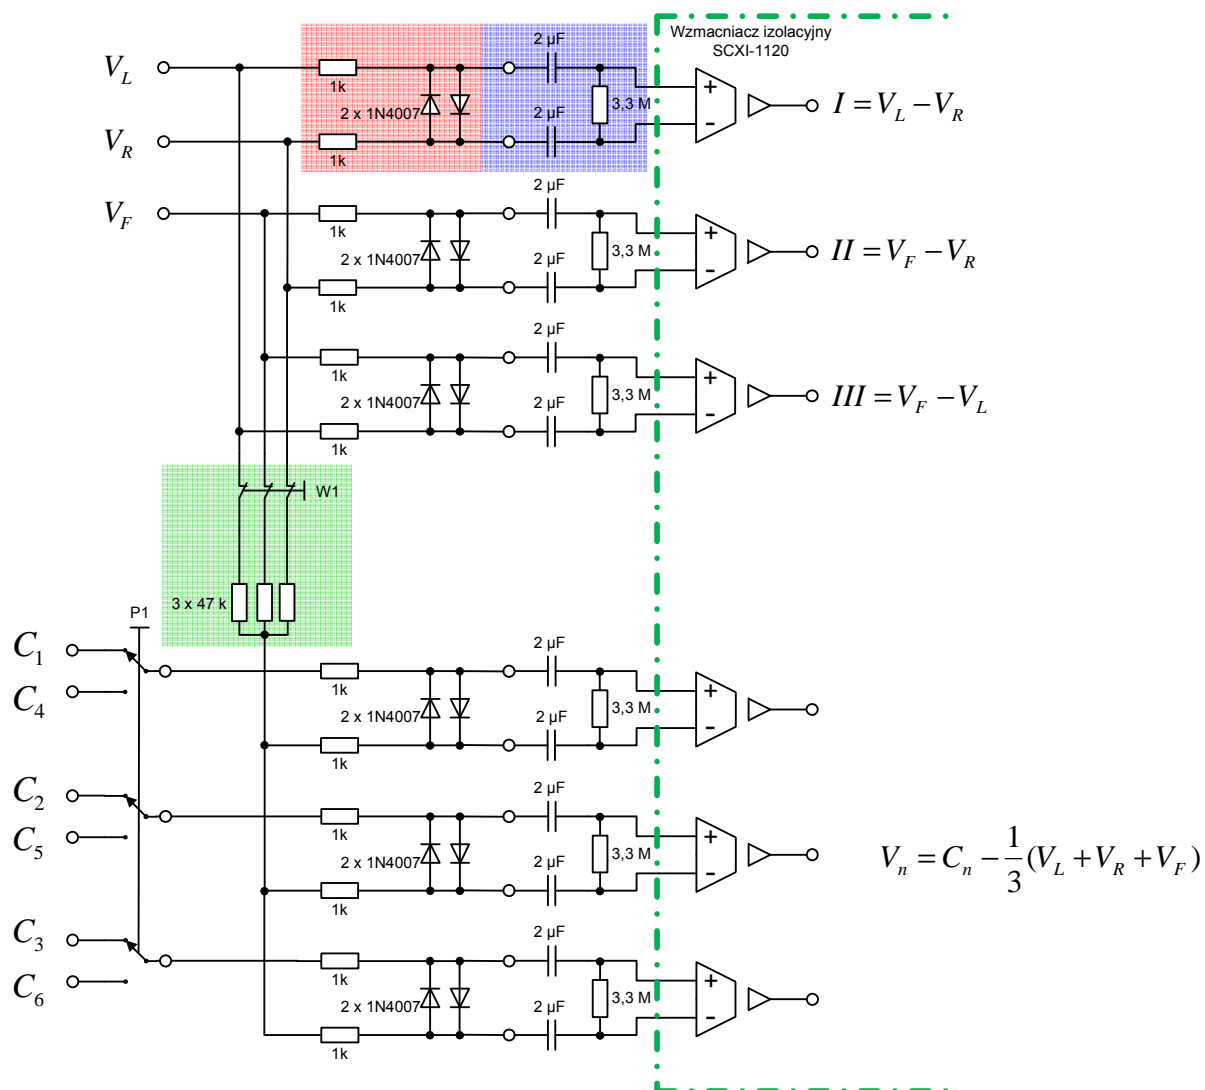 Wzmacniacz izolacyjny
SCXI-1120
2 µF
V_L
1k
2 x 1N4007
3,3 M
I = V_L − V_R
2 µF
V_R
1k
2 µF
V_F
1k
2 x 1N4007
3,3 M
II = V_F − V_R
2 µF
1k
2 µF
1k
2 x 1N4007
3,3 M
III = V_F − V_L
2 µF
1k
W1
3 x 47 k
P1
2 µF
C_1
1k
C_4
2 x 1N4007
3,3 M
2 µF
1k
2 µF
C_2
1k
C_5
2 x 1N4007
3,3 M
V_n = C_n − \frac{1}{3}(V_L + V_R + V_F)
2 µF
1k
2 µF
C_3
1k
C_6
2 x 1N4007
3,3 M
2 µF
1k
+
−
+
−
+
−
+
−
+
−
+
−